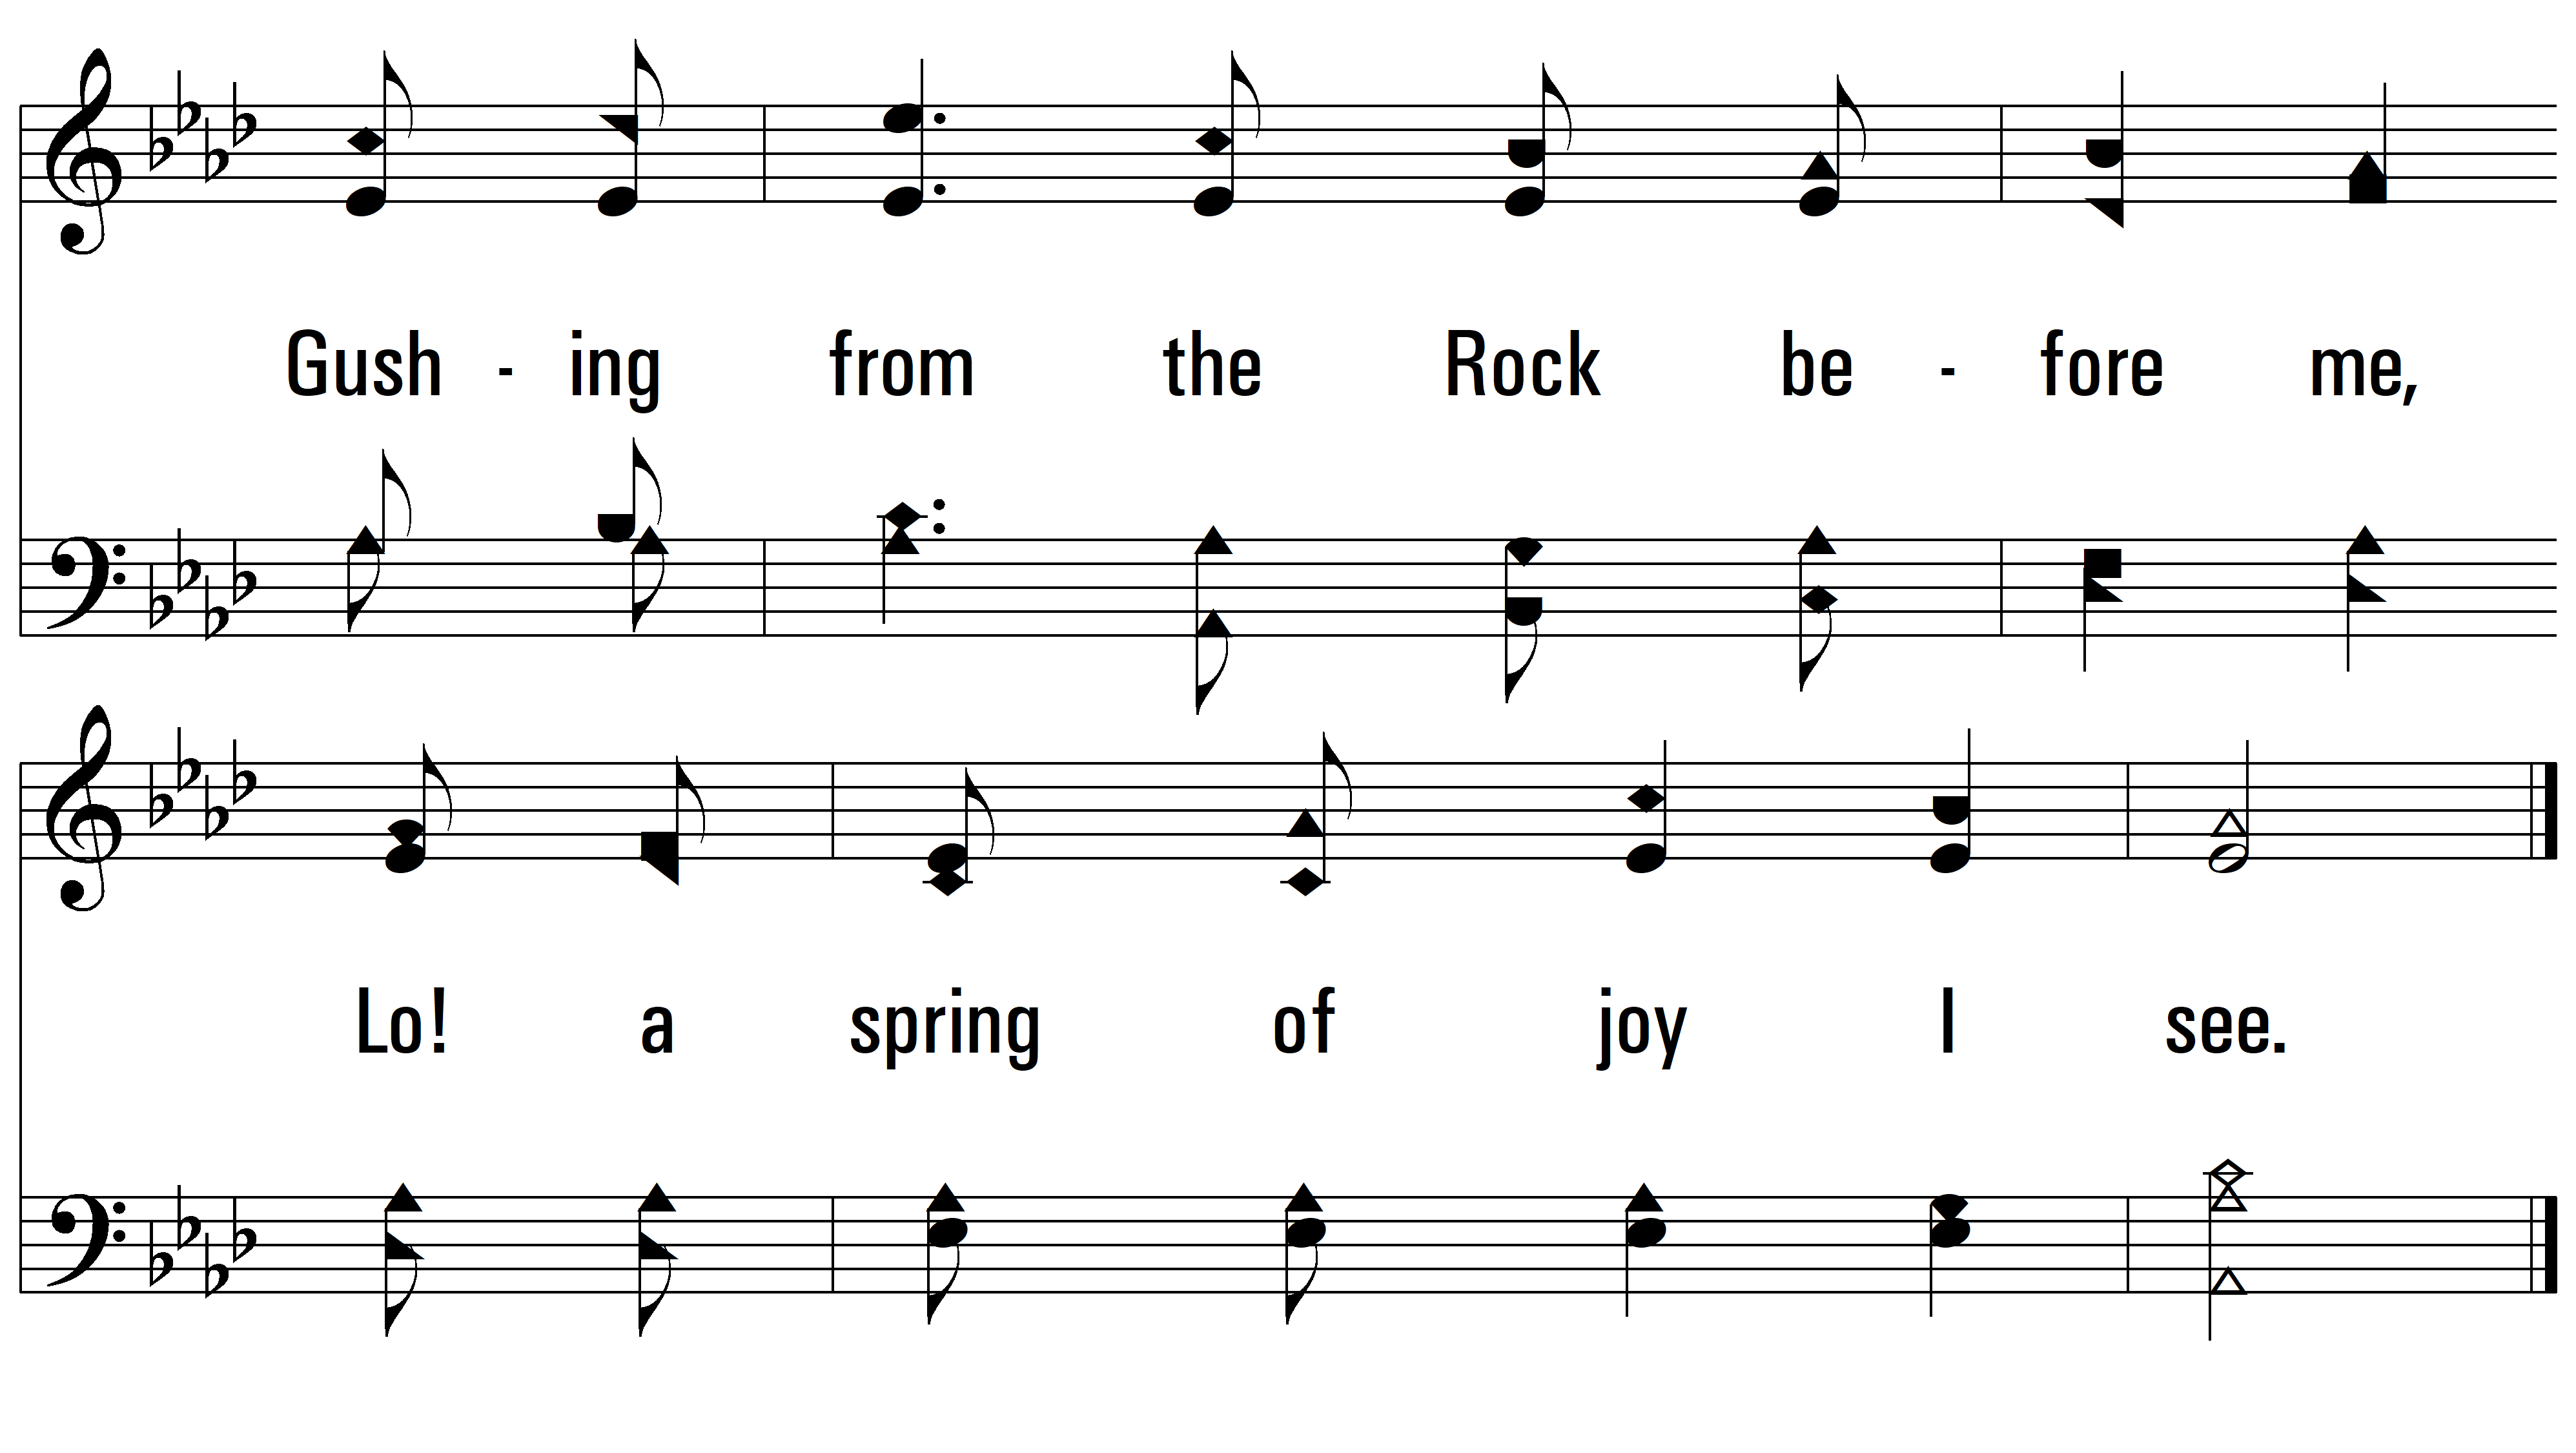 Gush - ing from the Rock be - fore me,
Lo! a spring of joy I see.